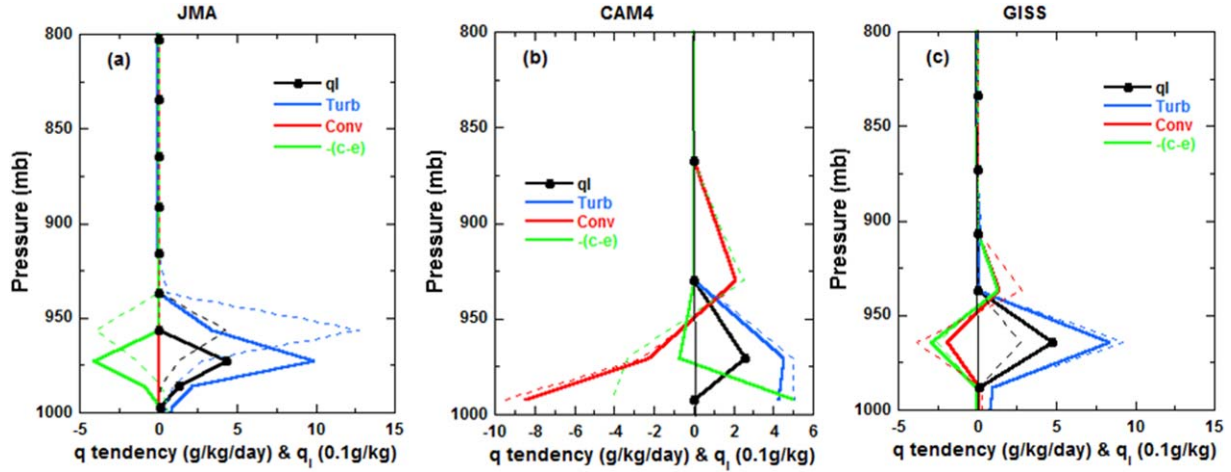 JMA
CAM4
GISS
(a)
(b)
(c)
ql
Turb
Conv
-(c-e)
ql
Turb
Conv
-(c-e)
ql
Turb
Conv
-(c-e)
Pressure (mb)
800
850
900
950
1000
Pressure (mb)
800
850
900
950
1000
Pressure (mb)
800
850
900
950
1000
-5 0 5 10 15
-10 -8 -6 -4 -2 0 2 4 6
-5 0 5 10 15
q tendency (g/kg/day) & q_l (0.1g/kg)
q tendency (g/kg/day) & q_l (0.1g/kg)
q tendency (g/kg/day) & q_l (0.1g/kg)